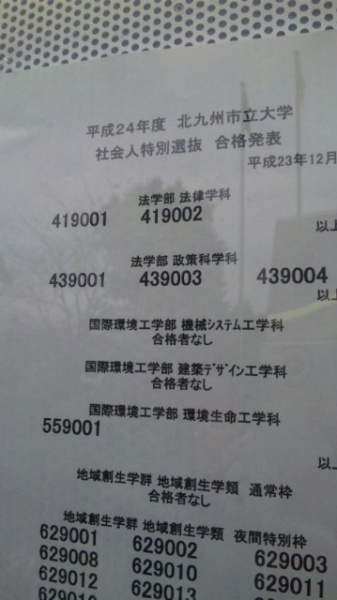 平成24年度 北九州市立大学
社会人特別選抜 合格発表
平成23年12月
法学部 法律学科
419001 419002
以上
法学部 政策科学科
439001 439003 439004
以上
国際環境工学部 機械システム工学科
合格者なし
国際環境工学部 建築デザイン工学科
合格者なし
国際環境工学部 環境生命工学科
559001
以上
地域創生学群 地域創生学類 通常枠
合格者なし
地域創生学群 地域創生学類 夜間特別枠
629001 629002 629003
629008 629010 629011
629012 629013